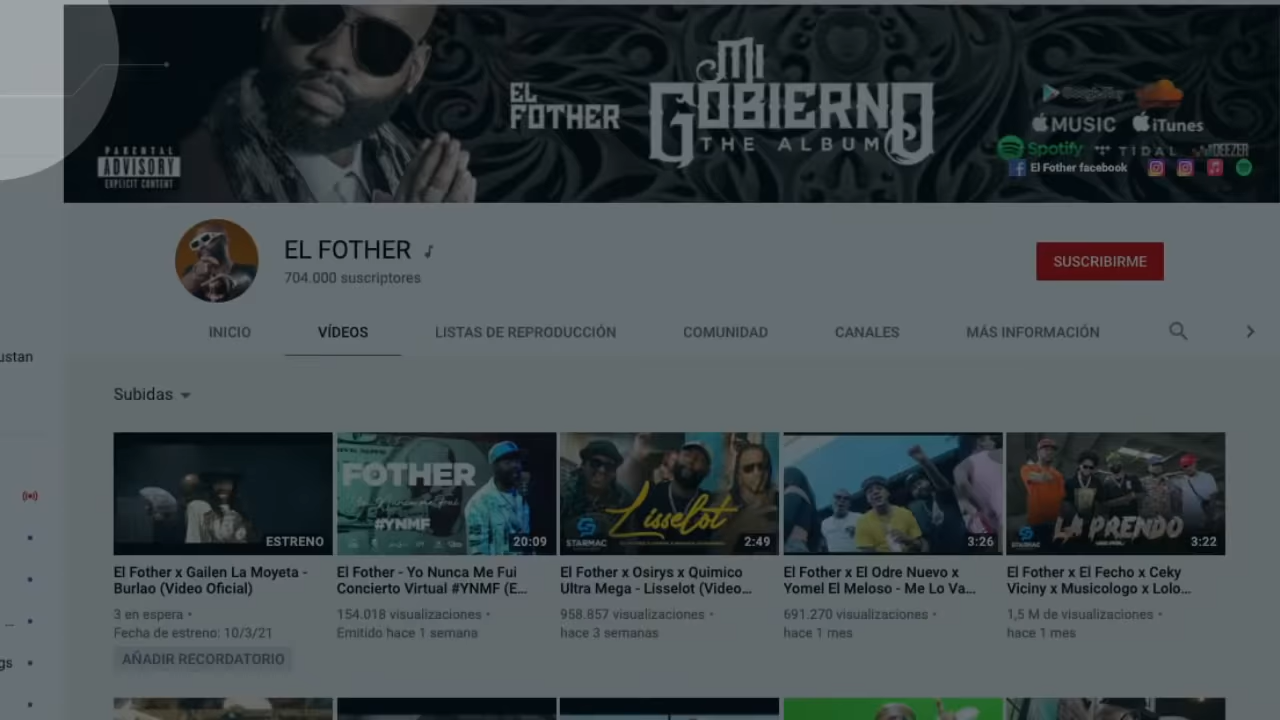 MI
EL FOTHER
GOBIERNO
THE ALBUM
PARENTAL
ADVISORY
EXPLICIT CONTENT
MUSIC
iTunes
Spotify
TIDAL
DEEZER
El Fother facebook
EL FOTHER
704.000 suscriptores
SUSCRIBIRME
INICIO
VÍDEOS
LISTAS DE REPRODUCCIÓN
COMUNIDAD
CANALES
MÁS INFORMACIÓN
ustan
Subidas
ESTRENO
FOTHER
#YNMF
20:09
Lisselot
STARMAC
2:49
3:26
LA PRENDO
STARMAC
3:22
El Fother x Gailen La Moyeta -
Burlao (Video Oficial)
3 en espera •
Fecha de estreno: 10/3/21
AÑADIR RECORDATORIO
El Fother - Yo Nunca Me Fui
Concierto Virtual #YNMF (E...
154.018 visualizaciones •
Emitido hace 1 semana
El Fother x Osirys x Quimico
Ultra Mega - Lisselot (Video...
958.857 visualizaciones •
hace 3 semanas
El Fother x El Odre Nuevo x
Yomel El Meloso - Me Lo Va...
691.270 visualizaciones •
hace 1 mes
El Fother x El Fecho x Ceky
Viciny x Musicologo x Lolo...
1,5 M de visualizaciones •
hace 1 mes
gs